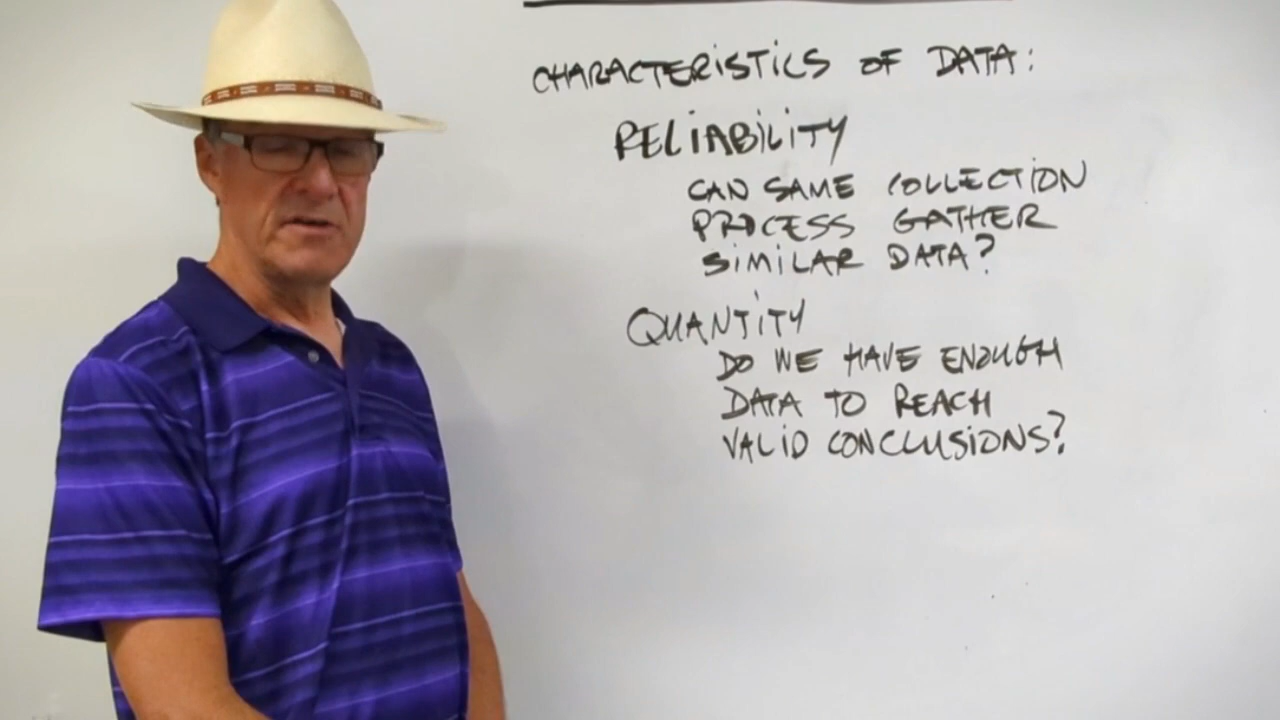 CHARACTERISTICS OF DATA:
RELIABILITY
CAN SAME COLLECTION
PROCESS GATHER
SIMILAR DATA?
QUANTITY
DO WE HAVE ENOUGH
DATA TO REACH
VALID CONCLUSIONS?